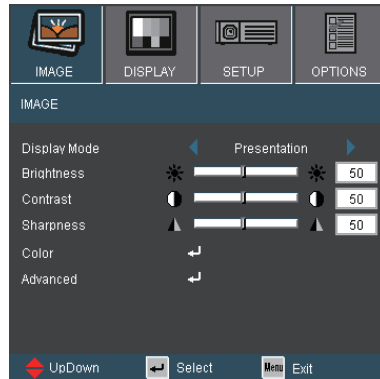 IMAGE DISPLAY SETUP OPTIONS
IMAGE
Display Mode Presentation
Brightness 50
Contrast 50
Sharpness 50
Color
Advanced
UpDown Select Menu Exit